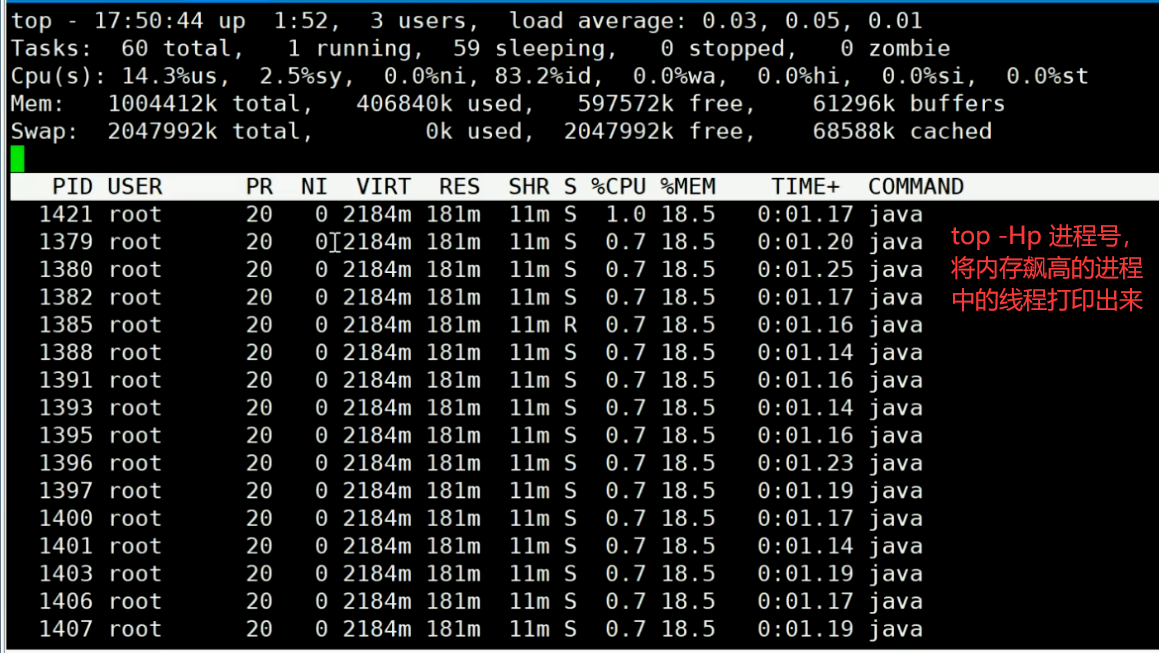 top - 17:50:44 up  1:52,  3 users,  load average: 0.03, 0.05, 0.01
Tasks:  60 total,   1 running,  59 sleeping,   0 stopped,   0 zombie
Cpu(s): 14.3%us,  2.5%sy,  0.0%ni, 83.2%id,  0.0%wa,  0.0%hi,  0.0%si,  0.0%st
Mem:   1004412k total,   406840k used,   597572k free,    61296k buffers
Swap:  2047992k total,        0k used,  2047992k free,    68588k cached
PID USER      PR  NI  VIRT  RES  SHR S %CPU %MEM    TIME+  COMMAND
1421 root      20   0 2184m 181m  11m S  1.0 18.5   0:01.17 java
1379 root      20   0 2184m 181m  11m S  0.7 18.5   0:01.20 java
1380 root      20   0 2184m 181m  11m S  0.7 18.5   0:01.25 java
1382 root      20   0 2184m 181m  11m S  0.7 18.5   0:01.17 java
1385 root      20   0 2184m 181m  11m R  0.7 18.5   0:01.16 java
1388 root      20   0 2184m 181m  11m S  0.7 18.5   0:01.14 java
1391 root      20   0 2184m 181m  11m S  0.7 18.5   0:01.16 java
1393 root      20   0 2184m 181m  11m S  0.7 18.5   0:01.14 java
1395 root      20   0 2184m 181m  11m S  0.7 18.5   0:01.16 java
1396 root      20   0 2184m 181m  11m S  0.7 18.5   0:01.23 java
1397 root      20   0 2184m 181m  11m S  0.7 18.5   0:01.19 java
1400 root      20   0 2184m 181m  11m S  0.7 18.5   0:01.17 java
1401 root      20   0 2184m 181m  11m S  0.7 18.5   0:01.14 java
1403 root      20   0 2184m 181m  11m S  0.7 18.5   0:01.19 java
1406 root      20   0 2184m 181m  11m S  0.7 18.5   0:01.17 java
1407 root      20   0 2184m 181m  11m S  0.7 18.5   0:01.19 java
top -Hp 进程号，
将内存飙高的进程
中的线程打印出来